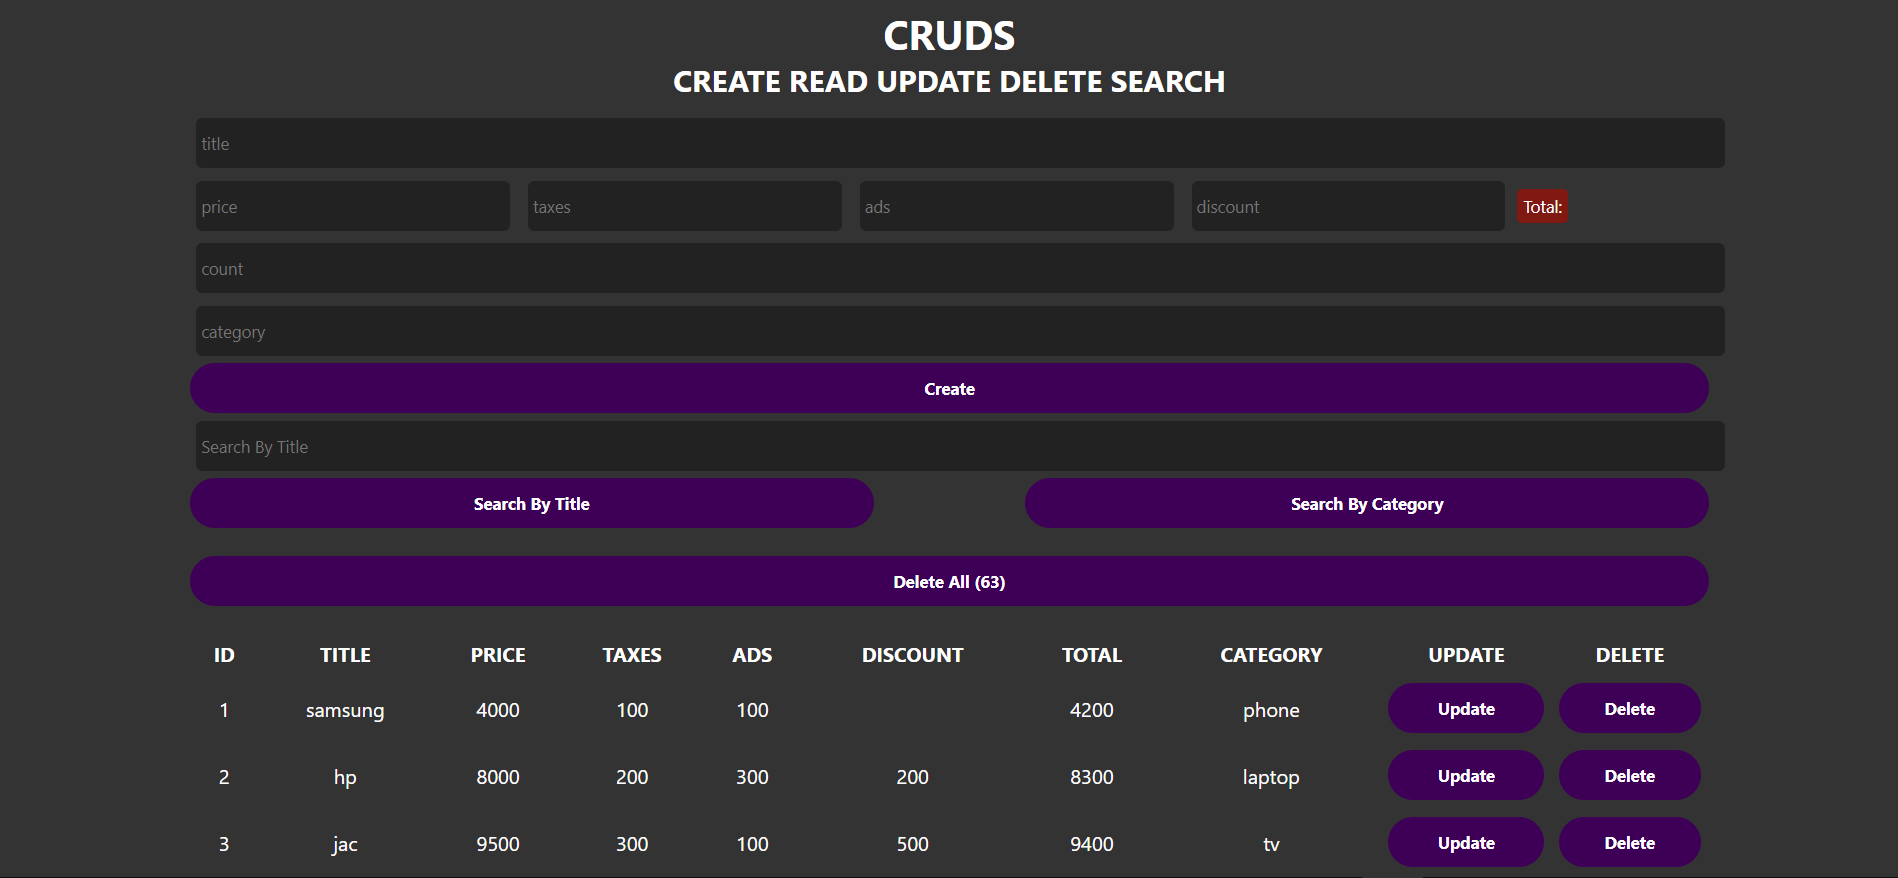 CRUDS
CREATE READ UPDATE DELETE SEARCH
title
price taxes ads discount Total:
count
category
Create
Search By Title
Search By Title Search By Category
Delete All (63)
ID TITLE PRICE TAXES ADS DISCOUNT TOTAL CATEGORY UPDATE DELETE
1 samsung 4000 100 100 4200 phone Update Delete
2 hp 8000 200 300 200 8300 laptop Update Delete
3 jac 9500 300 100 500 9400 tv Update Delete